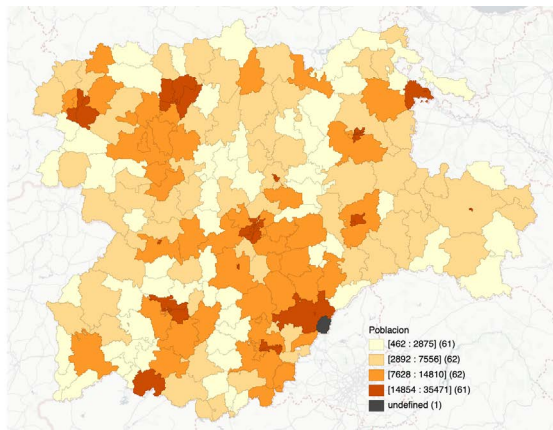 Poblacion
[462 : 2875] (61)
[2892 : 7556] (62)
[7628 : 14810] (62)
[14854 : 35471] (61)
undefined (1)